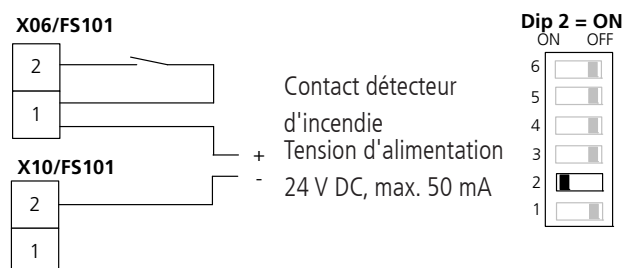 X06/FS101
2
1
X10/FS101
2
1
+
-
Contact détecteur
d'incendie
Tension d'alimentation
24 V DC, max. 50 mA
Dip 2 = ON
ON OFF
6
5
4
3
2
1